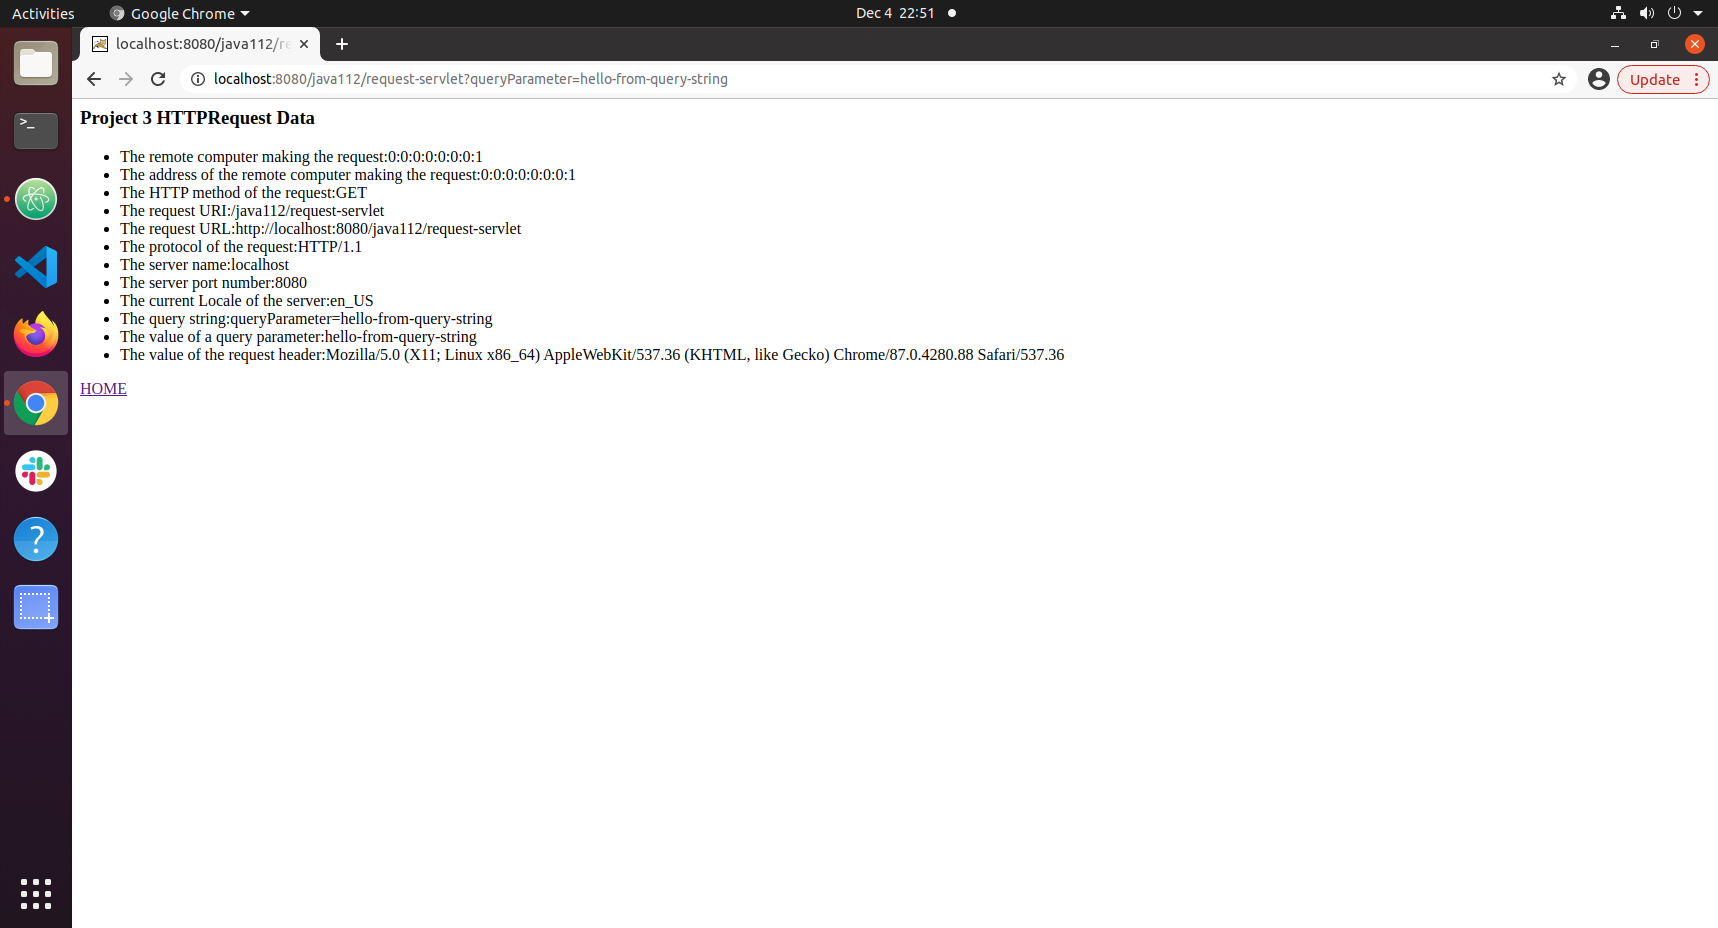 Activities
Google Chrome
Dec 4 22:51
localhost:8080/java112/re
localhost:8080/java112/request-servlet?queryParameter=hello-from-query-string
Update
Project 3 HTTPRequest Data
The remote computer making the request:0:0:0:0:0:0:0:1
The address of the remote computer making the request:0:0:0:0:0:0:0:1
The HTTP method of the request:GET
The request URI:/java112/request-servlet
The request URL:http://localhost:8080/java112/request-servlet
The protocol of the request:HTTP/1.1
The server name:localhost
The server port number:8080
The current Locale of the server:en_US
The query string:queryParameter=hello-from-query-string
The value of a query parameter:hello-from-query-string
The value of the request header:Mozilla/5.0 (X11; Linux x86_64) AppleWebKit/537.36 (KHTML, like Gecko) Chrome/87.0.4280.88 Safari/537.36
HOME